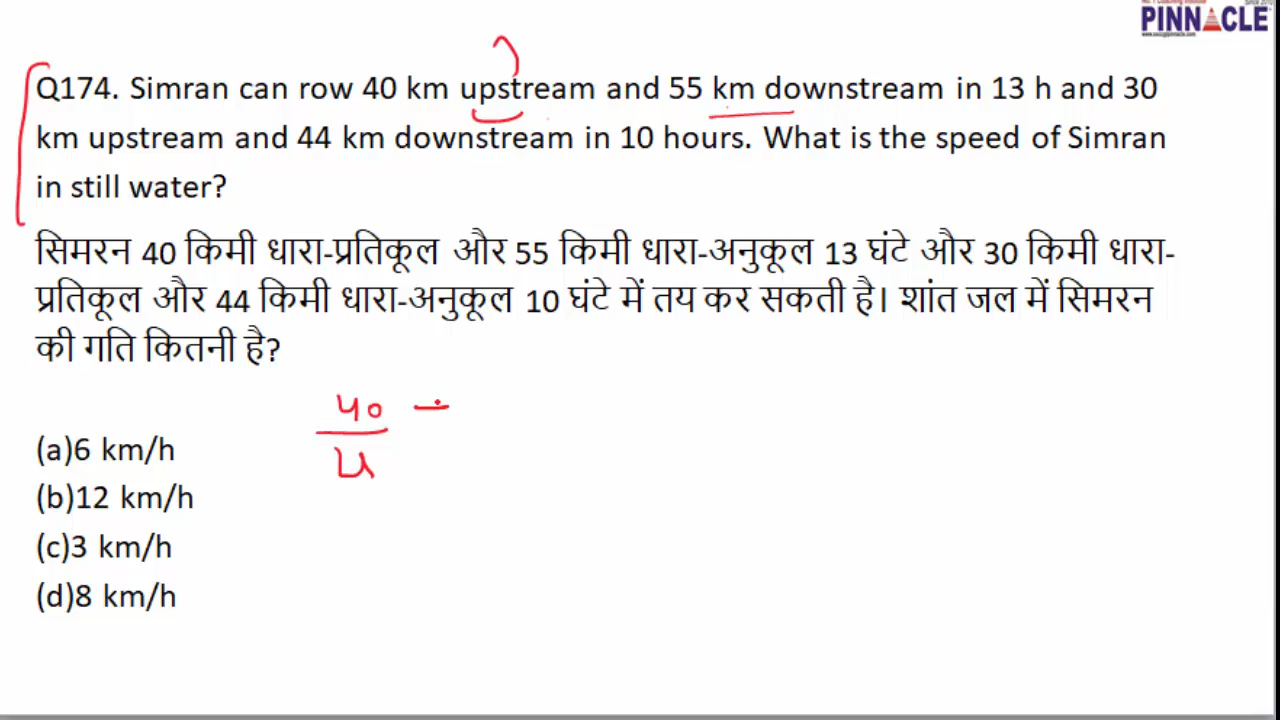 Since 2010
PINNACLE
Q174. Simran can row 40 km upstream and 55 km downstream in 13 h and 30
km upstream and 44 km downstream in 10 hours. What is the speed of Simran
in still water?
सिमरन 40 किमी धारा-प्रतिकूल और 55 किमी धारा-अनुकूल 13 घंटे और 30 किमी धारा-
प्रतिकूल और 44 किमी धारा-अनुकूल 10 घंटे में तय कर सकती है। शांत जल में सिमरन
की गति कितनी है?
40
U
(a)6 km/h
(b)12 km/h
(c)3 km/h
(d)8 km/h